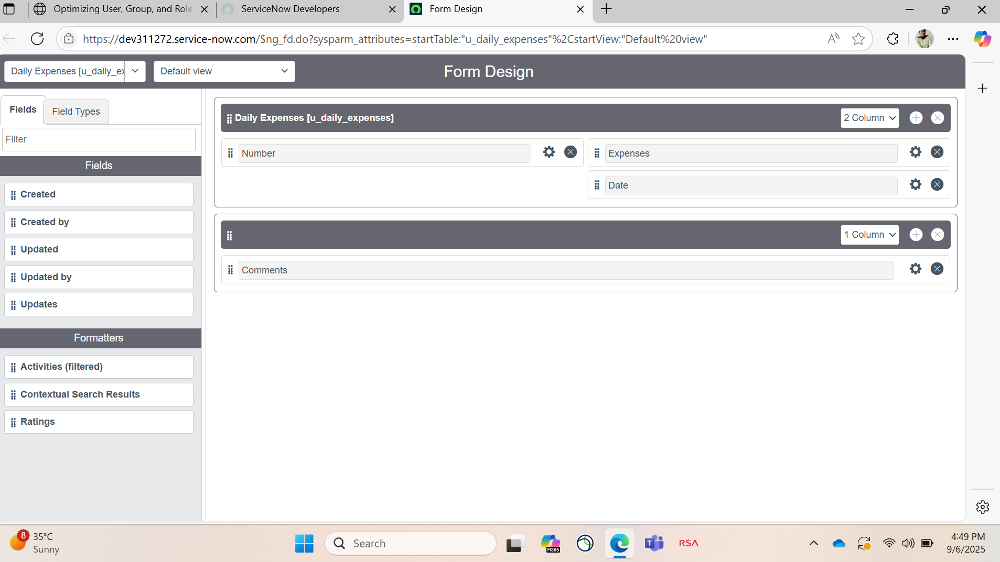 Optimizing User, Group, and Role
ServiceNow Developers
Form Design
https://dev311272.service-now.com/$ng_fd.do?sysparm_attributes=startTable:"u_daily_expenses"%2CstartView:"Default%20view"
Daily Expenses [u_daily_ex
Default view
Form Design
Fields
Field Types
Filter
Fields
Created
Created by
Updated
Updated by
Updates
Formatters
Activities (filtered)
Contextual Search Results
Ratings
Daily Expenses [u_daily_expenses]
2 Column
Number
Expenses
Date
1 Column
Comments
8
35°C
Sunny
Search
M365
T
RSA
4:49 PM
9/6/2025